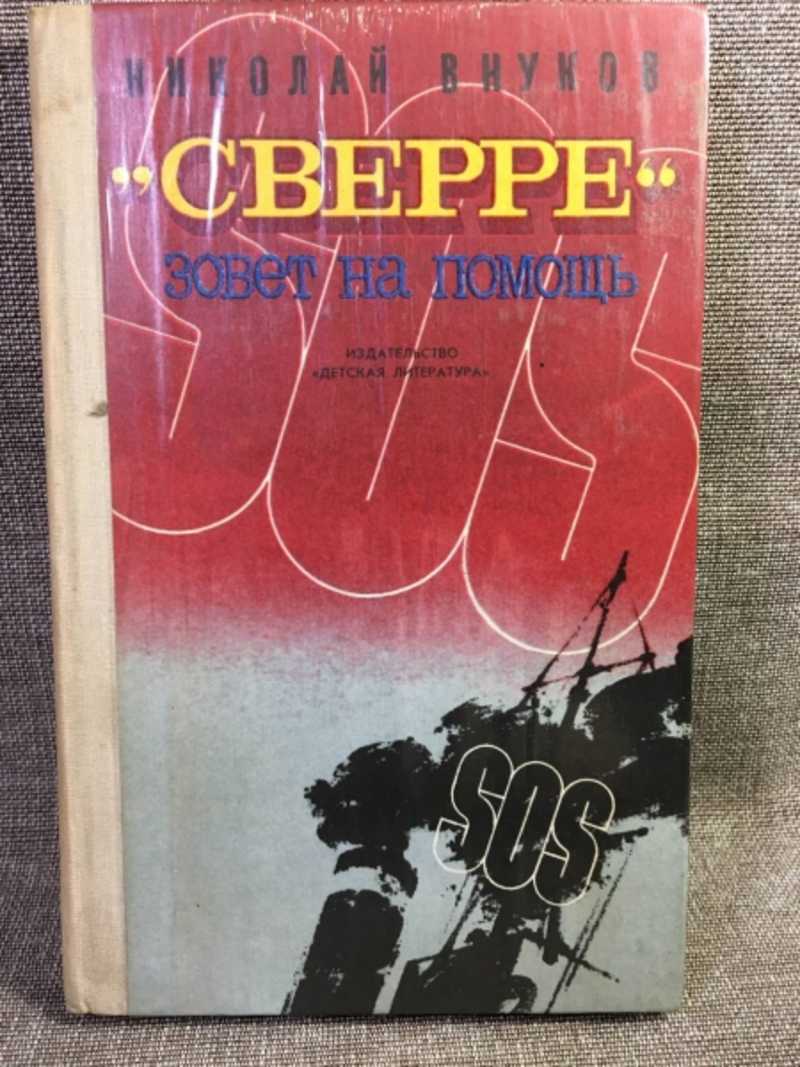 НИКОЛАЙ ВНУКОВ
„СВЕРРЕ“
зовет на помощь
ИЗДАТЕЛЬСТВО
«ДЕТСКАЯ ЛИТЕРАТУРА»
SOS
SOS